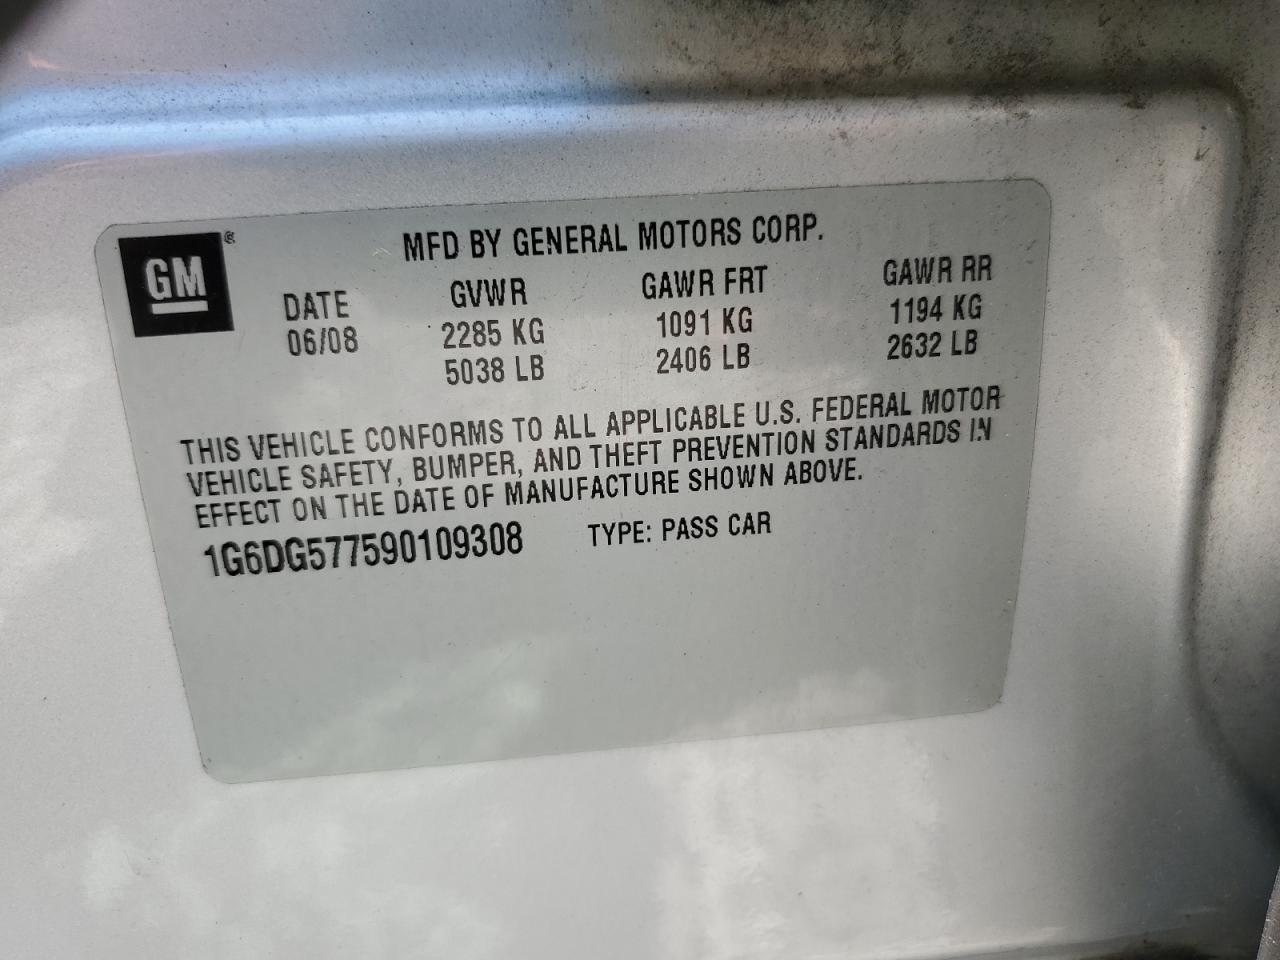 GM®
MFD BY GENERAL MOTORS CORP.
DATE GVWR GAWR FRT GAWR RR
06/08 2285 KG 1091 KG 1194 KG
5038 LB 2406 LB 2632 LB
THIS VEHICLE CONFORMS TO ALL APPLICABLE U.S. FEDERAL MOTOR
VEHICLE SAFETY, BUMPER, AND THEFT PREVENTION STANDARDS IN
EFFECT ON THE DATE OF MANUFACTURE SHOWN ABOVE.
1G6DG577590109308 TYPE: PASS CAR